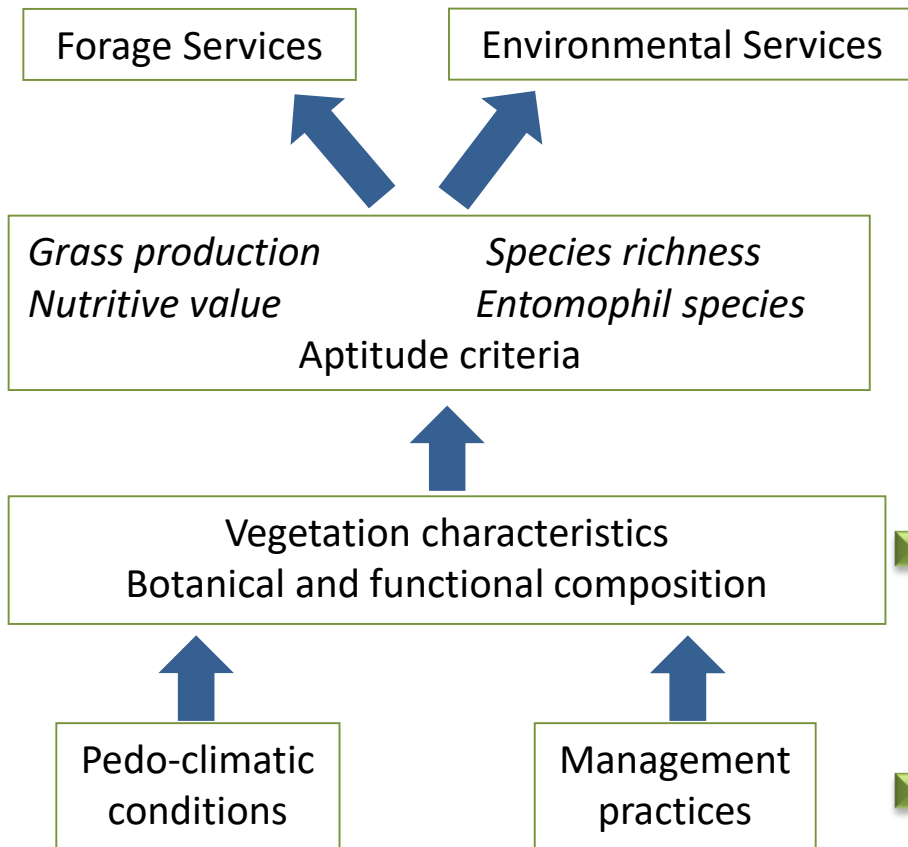 Forage Services
Environmental Services
Grass production
Species richness
Nutritive value
Entomophil species
Aptitude criteria
Vegetation characteristics
Botanical and functional composition
Pedo-climatic
conditions
Management
practices